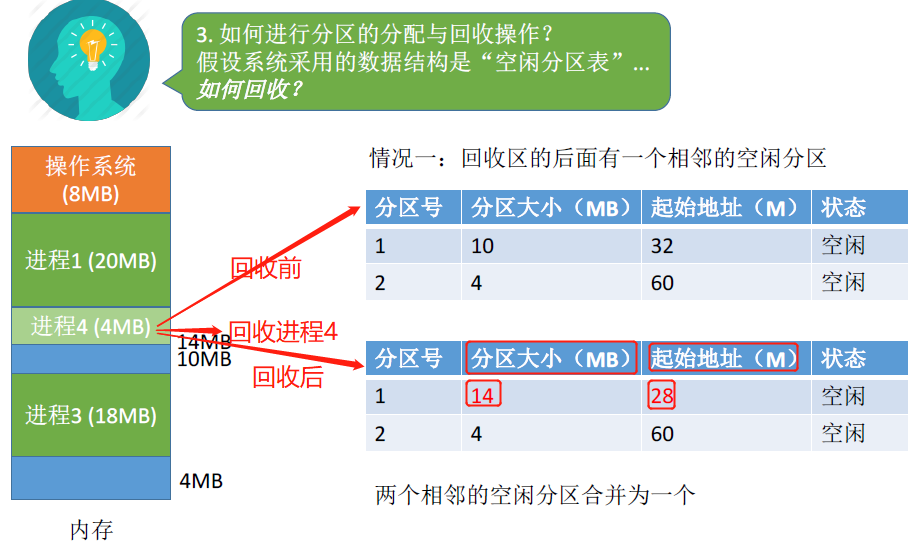 3. 如何进行分区的分配与回收操作？
假设系统采用的数据结构是“空闲分区表”...
如何回收？
操作系统
(8MB)
进程1 (20MB)
进程4 (4MB)
14MB
10MB
进程3 (18MB)
4MB
内存
回收前
回收进程4
回收后
情况一：回收区的后面有一个相邻的空闲分区
分区号 分区大小（MB） 起始地址（M） 状态
1 10 32 空闲
2 4 60 空闲
分区号 分区大小（MB） 起始地址（M） 状态
1 14 28 空闲
2 4 60 空闲
两个相邻的空闲分区合并为一个